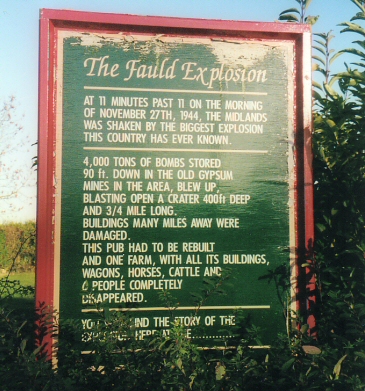 The Fauld Explosion
AT 11 MINUTES PAST 11 ON THE MORNING
OF NOVEMBER 27TH, 1944, THE MIDLANDS
WAS SHAKEN BY THE BIGGEST EXPLOSION
THIS COUNTRY HAS EVER KNOWN.
4,000 TONS OF BOMBS STORED
90 ft. DOWN IN THE OLD GYPSUM
MINES IN THE AREA, BLEW UP,
BLASTING OPEN A CRATER 400ft DEEP
AND 3/4 MILE LONG.
BUILDINGS MANY MILES AWAY WERE
DAMAGED.
THIS PUB HAD TO BE REBUILT
AND ONE FARM, WITH ALL ITS BUILDINGS,
WAGONS, HORSES, CATTLE AND
PEOPLE COMPLETELY
DISAPPEARED.
YOU FIND THE STORY OF THE
EXPLOSION HERE